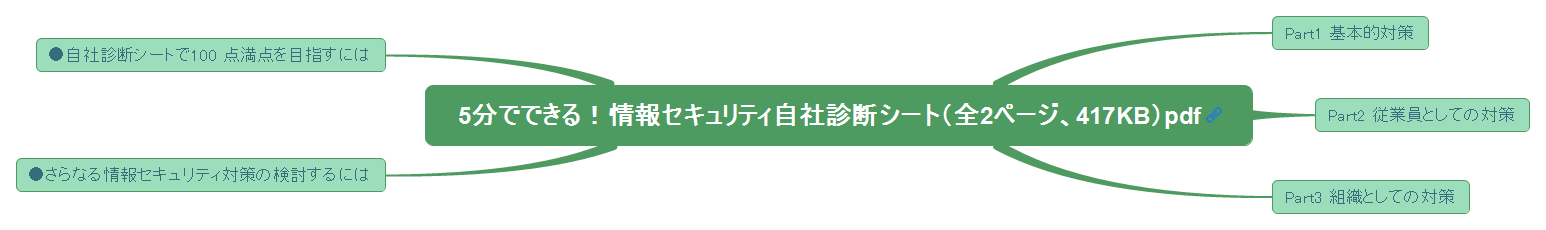 ●自社診断シートで100 点満点を目指すには
●さらなる情報セキュリティ対策の検討するには
5分でできる！情報セキュリティ自社診断シート（全2ページ、417KB）pdf
Part1 基本的対策
Part2 従業員としての対策
Part3 組織としての対策